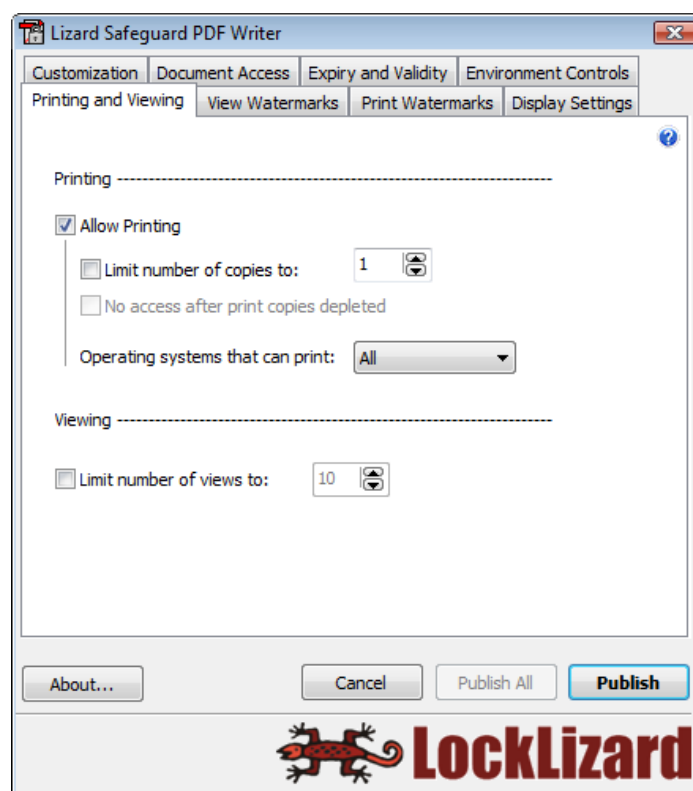 Lizard Safeguard PDF Writer
Customization Document Access Expiry and Validity Environment Controls
Printing and Viewing View Watermarks Print Watermarks Display Settings
?
Printing
Allow Printing
Limit number of copies to: 1
No access after print copies depleted
Operating systems that can print: All
Viewing
Limit number of views to: 10
About... Cancel Publish All Publish
LockLizard